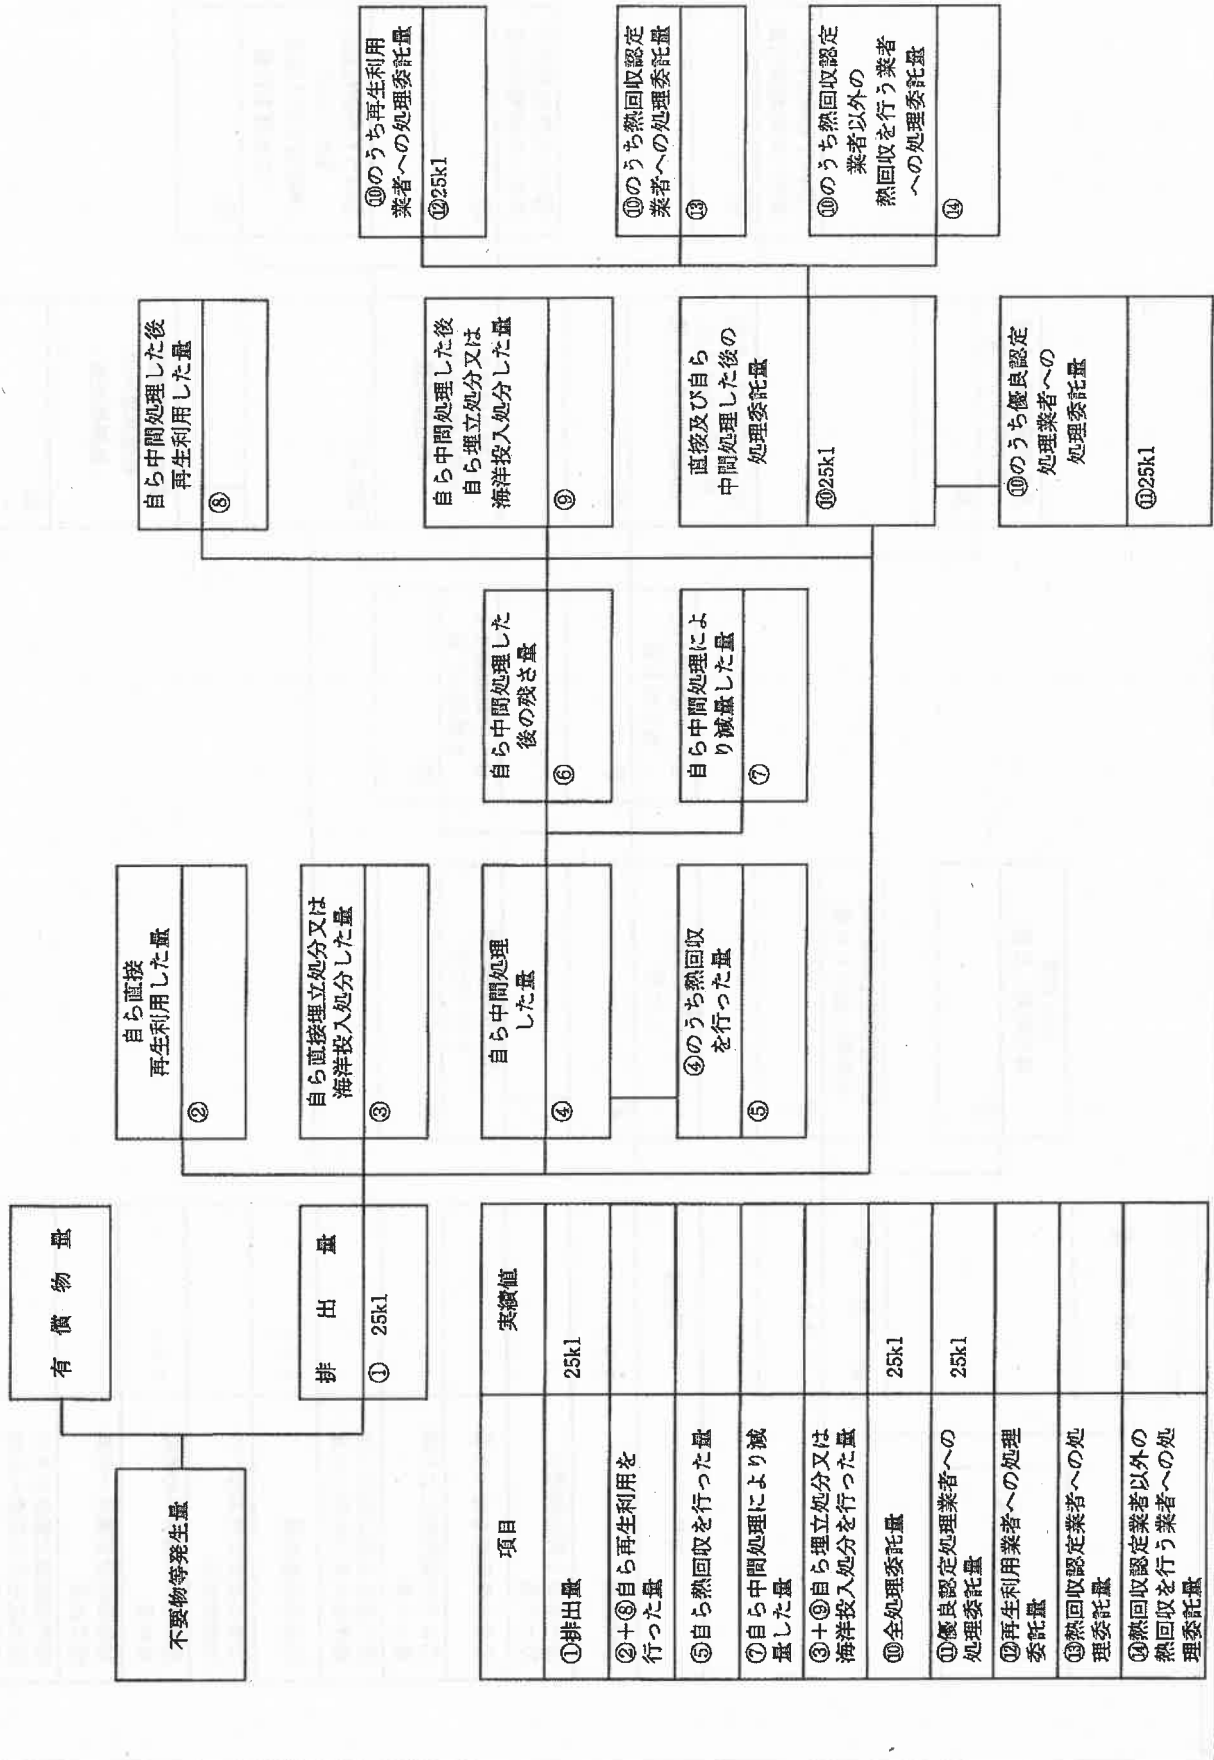 有償物量
不要物等発生量
排出量
① 25kl
自ら直接
再生利用した量
②
自ら直接埋立処分又は
海洋投入処分した量
③
自ら中間処理
した量
④
④のうち熱回収
を行った量
⑤
自ら中間処理した
後の残さ量
⑥
自ら中間処理によ
り減量した量
⑦
自ら中間処理した後
再生利用した量
⑧
自ら中間処理した後
自ら埋立処分又は
海洋投入処分した量
⑨
直接及び自ら
中間処理した後の
処理委託量
⑩25kl
⑩のうち優良認定
処理業者への
処理委託量
⑪25kl
⑩のうち再生利用
業者への処理委託量
⑫25kl
⑩のうち熱回収認定
業者への処理委託量
⑬
⑩のうち熱回収認定
業者以外の
熱回収を行う業者
への処理委託量
⑭
項目 実績値
①排出量 25kl
②+⑧自ら再生利用を
行った量
⑤自ら熱回収を行った量
⑦自ら中間処理により減
量した量
③+⑨自ら埋立処分又は
海洋投入処分を行った量
⑩全処理委託量 25kl
⑪優良認定処理業者への
処理委託量 25kl
⑫再生利用業者への処理
委託量
⑬熱回収認定業者への処
理委託量
⑭熱回収認定業者以外の
熱回収を行う業者への処
理委託量